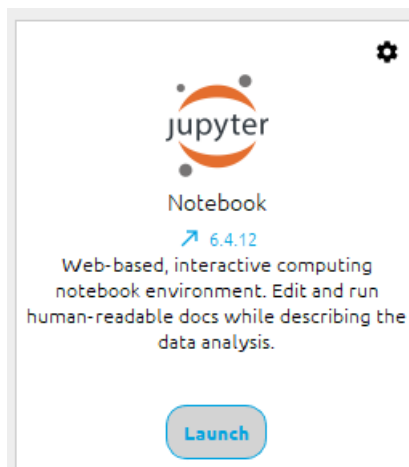 jupyter
Notebook
6.4.12
Web-based, interactive computing
notebook environment. Edit and run
human-readable docs while describing the
data analysis.
Launch